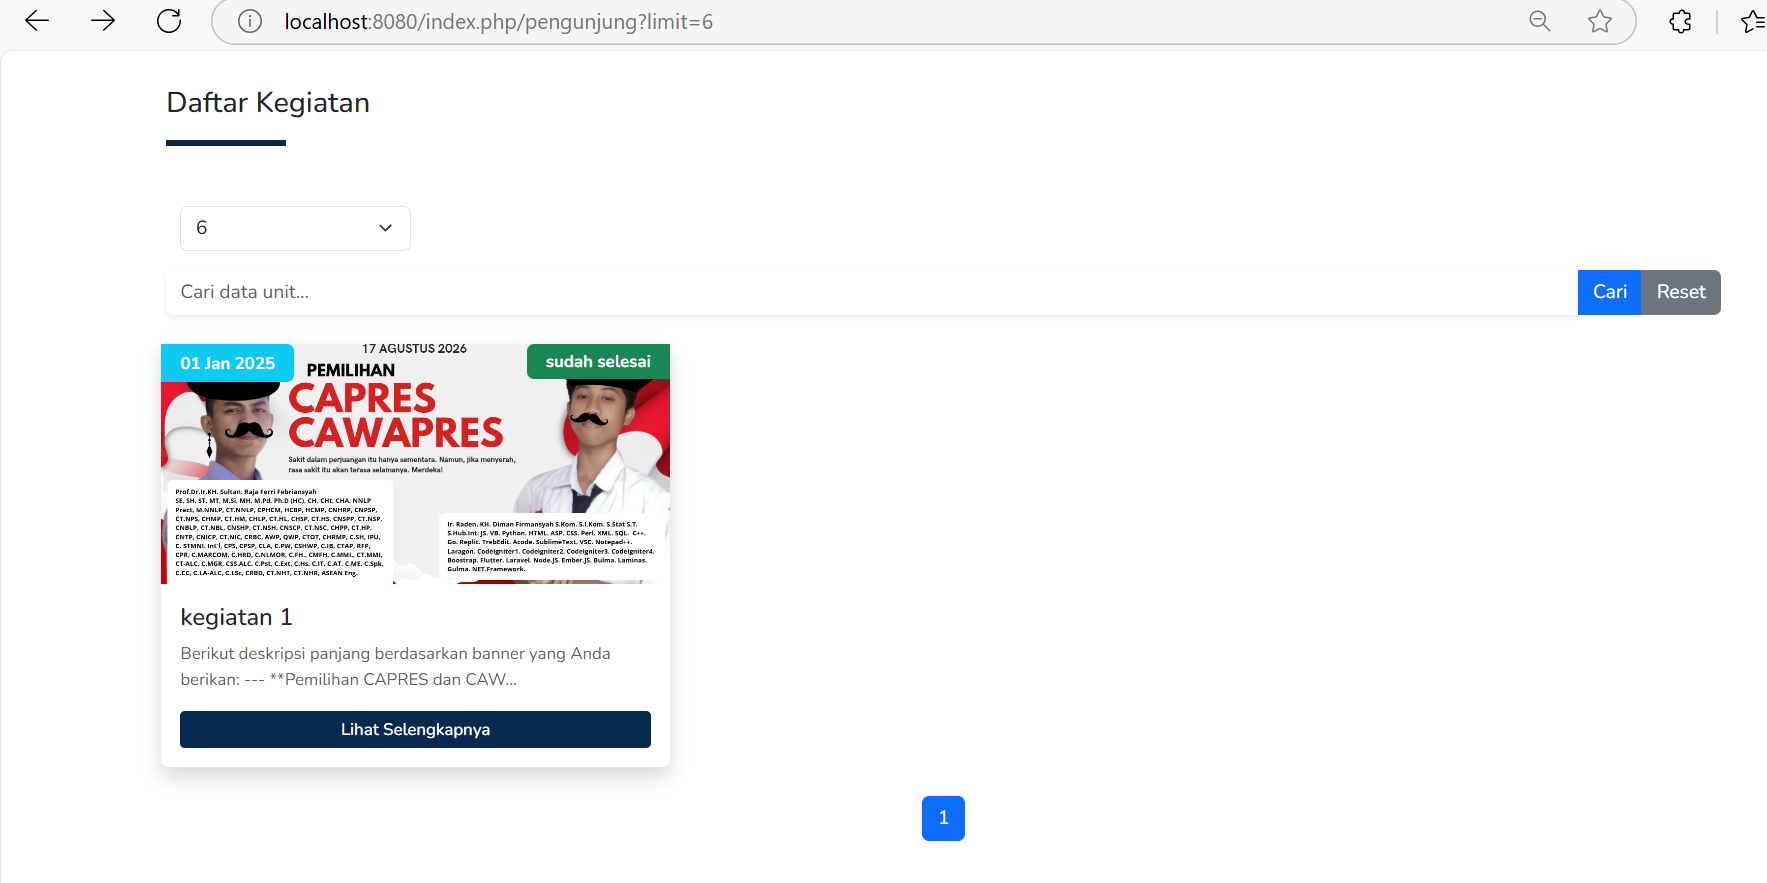 localhost:8080/index.php/pengunjung?limit=6
Daftar Kegiatan
6
Cari data unit...
Cari
Reset
01 Jan 2025
17 AGUSTUS 2026
sudah selesai
PEMILIHAN
CAPRES
CAWAPRES
Sakit dalam perjuangan itu hanya sementara. Namun, jika menyerah,
rasa sakit itu akan terasa selamanya. Merdeka!
Prof.Dr.Ir.KH. Sultan. Raja Ferri Febriansyah
SE, SH, ST, MT, M.Si, MH, M.Pd, Ph.D (HC), CH, CHt, CHA, NNLP
Pract, M.NNLP, CT.NNLP, CPHCM, HCBP, HCMP, CNHRP, CNPSP,
CT.NPS, CHMP, CT.HM, CHLP, CT.HL, CHSP, CT.HS, CNSPP, CT.NSP,
CNBLP, CT.NBL, CNSHP, CT.NSH, CNSCP, CT.NSC, CHPP, CT.HP,
CNTP, CNICP, CT.NIC, CRBC, AWP, QWP, CTOT, CHRMP, C.SH, IPU,
C. STMNI. Int'l, CPS, CPSP, CLA, C.PW, CSHWP, C.IB, CTAP, RFP,
CPR, C.MARCOM, C.HRD, C.NLMOR, C.FH., CMFH, C.MML, CT.MMI,
CT-ALC, C.MGR, CSS.ALC, C.Pst, C.Ext, C.Hs, C.IT, C.AT, C.ME, C.Spk,
C.CC, C.LA-ALC, C.LSc, CRBD, CT.NHT, CT.NHR, ASEAN Eng.
Ir. Raden. KH. Diman Firmansyah S.Kom. S.I.Kom. S.Stat S.T.
S.Hub.Int. JS. VB. Python. HTML. ASP. CSS. Perl. XML. SQL. C++.
Go. Replit. TrebEdit. Acode. SublimeText. VSC. Notepad++.
Laragon. Codeigniter1. Codeigniter2. Codeigniter3. Codeigniter4.
Boostrap. Flutter. Laravel. Node.JS. Ember.JS. Bulma. Laminas.
Gulma. NET.Framework.
kegiatan 1
Berikut deskripsi panjang berdasarkan banner yang Anda
berikan: --- **Pemilihan CAPRES dan CAW...
Lihat Selengkapnya
1